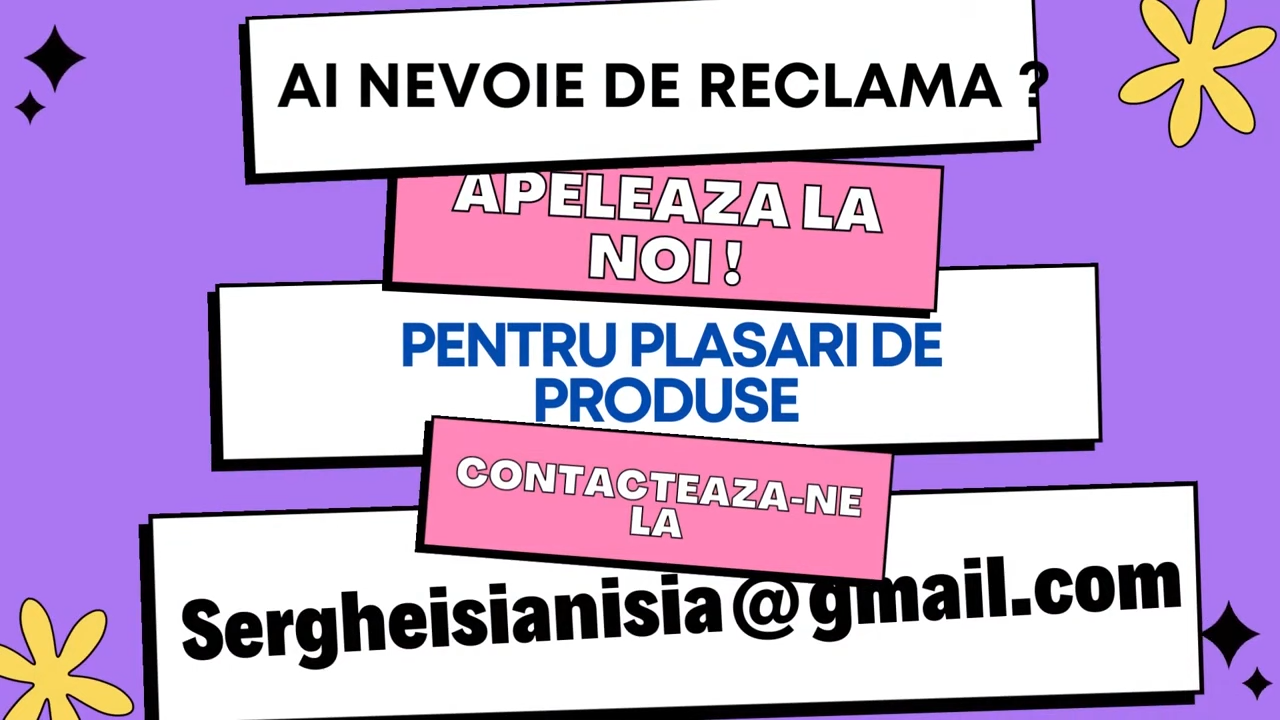 AI NEVOIE DE RECLAMA ?
APELEAZA LA
NOI !
PENTRU PLASARI DE
PRODUSE
CONTACTEAZA-NE
LA
Sergheisianisia@gmail.com